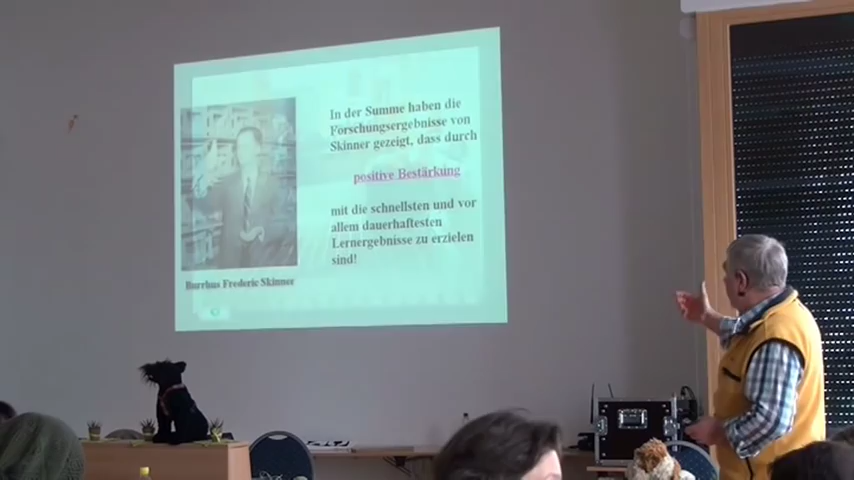 In der Summe haben die
Forschungsergebnisse von
Skinner gezeigt, dass durch
positive Bestärkung
mit die schnellsten und vor
allem dauerhaftesten
Lernergebnisse zu erzielen
sind!
Burrhus Frederic Skinner